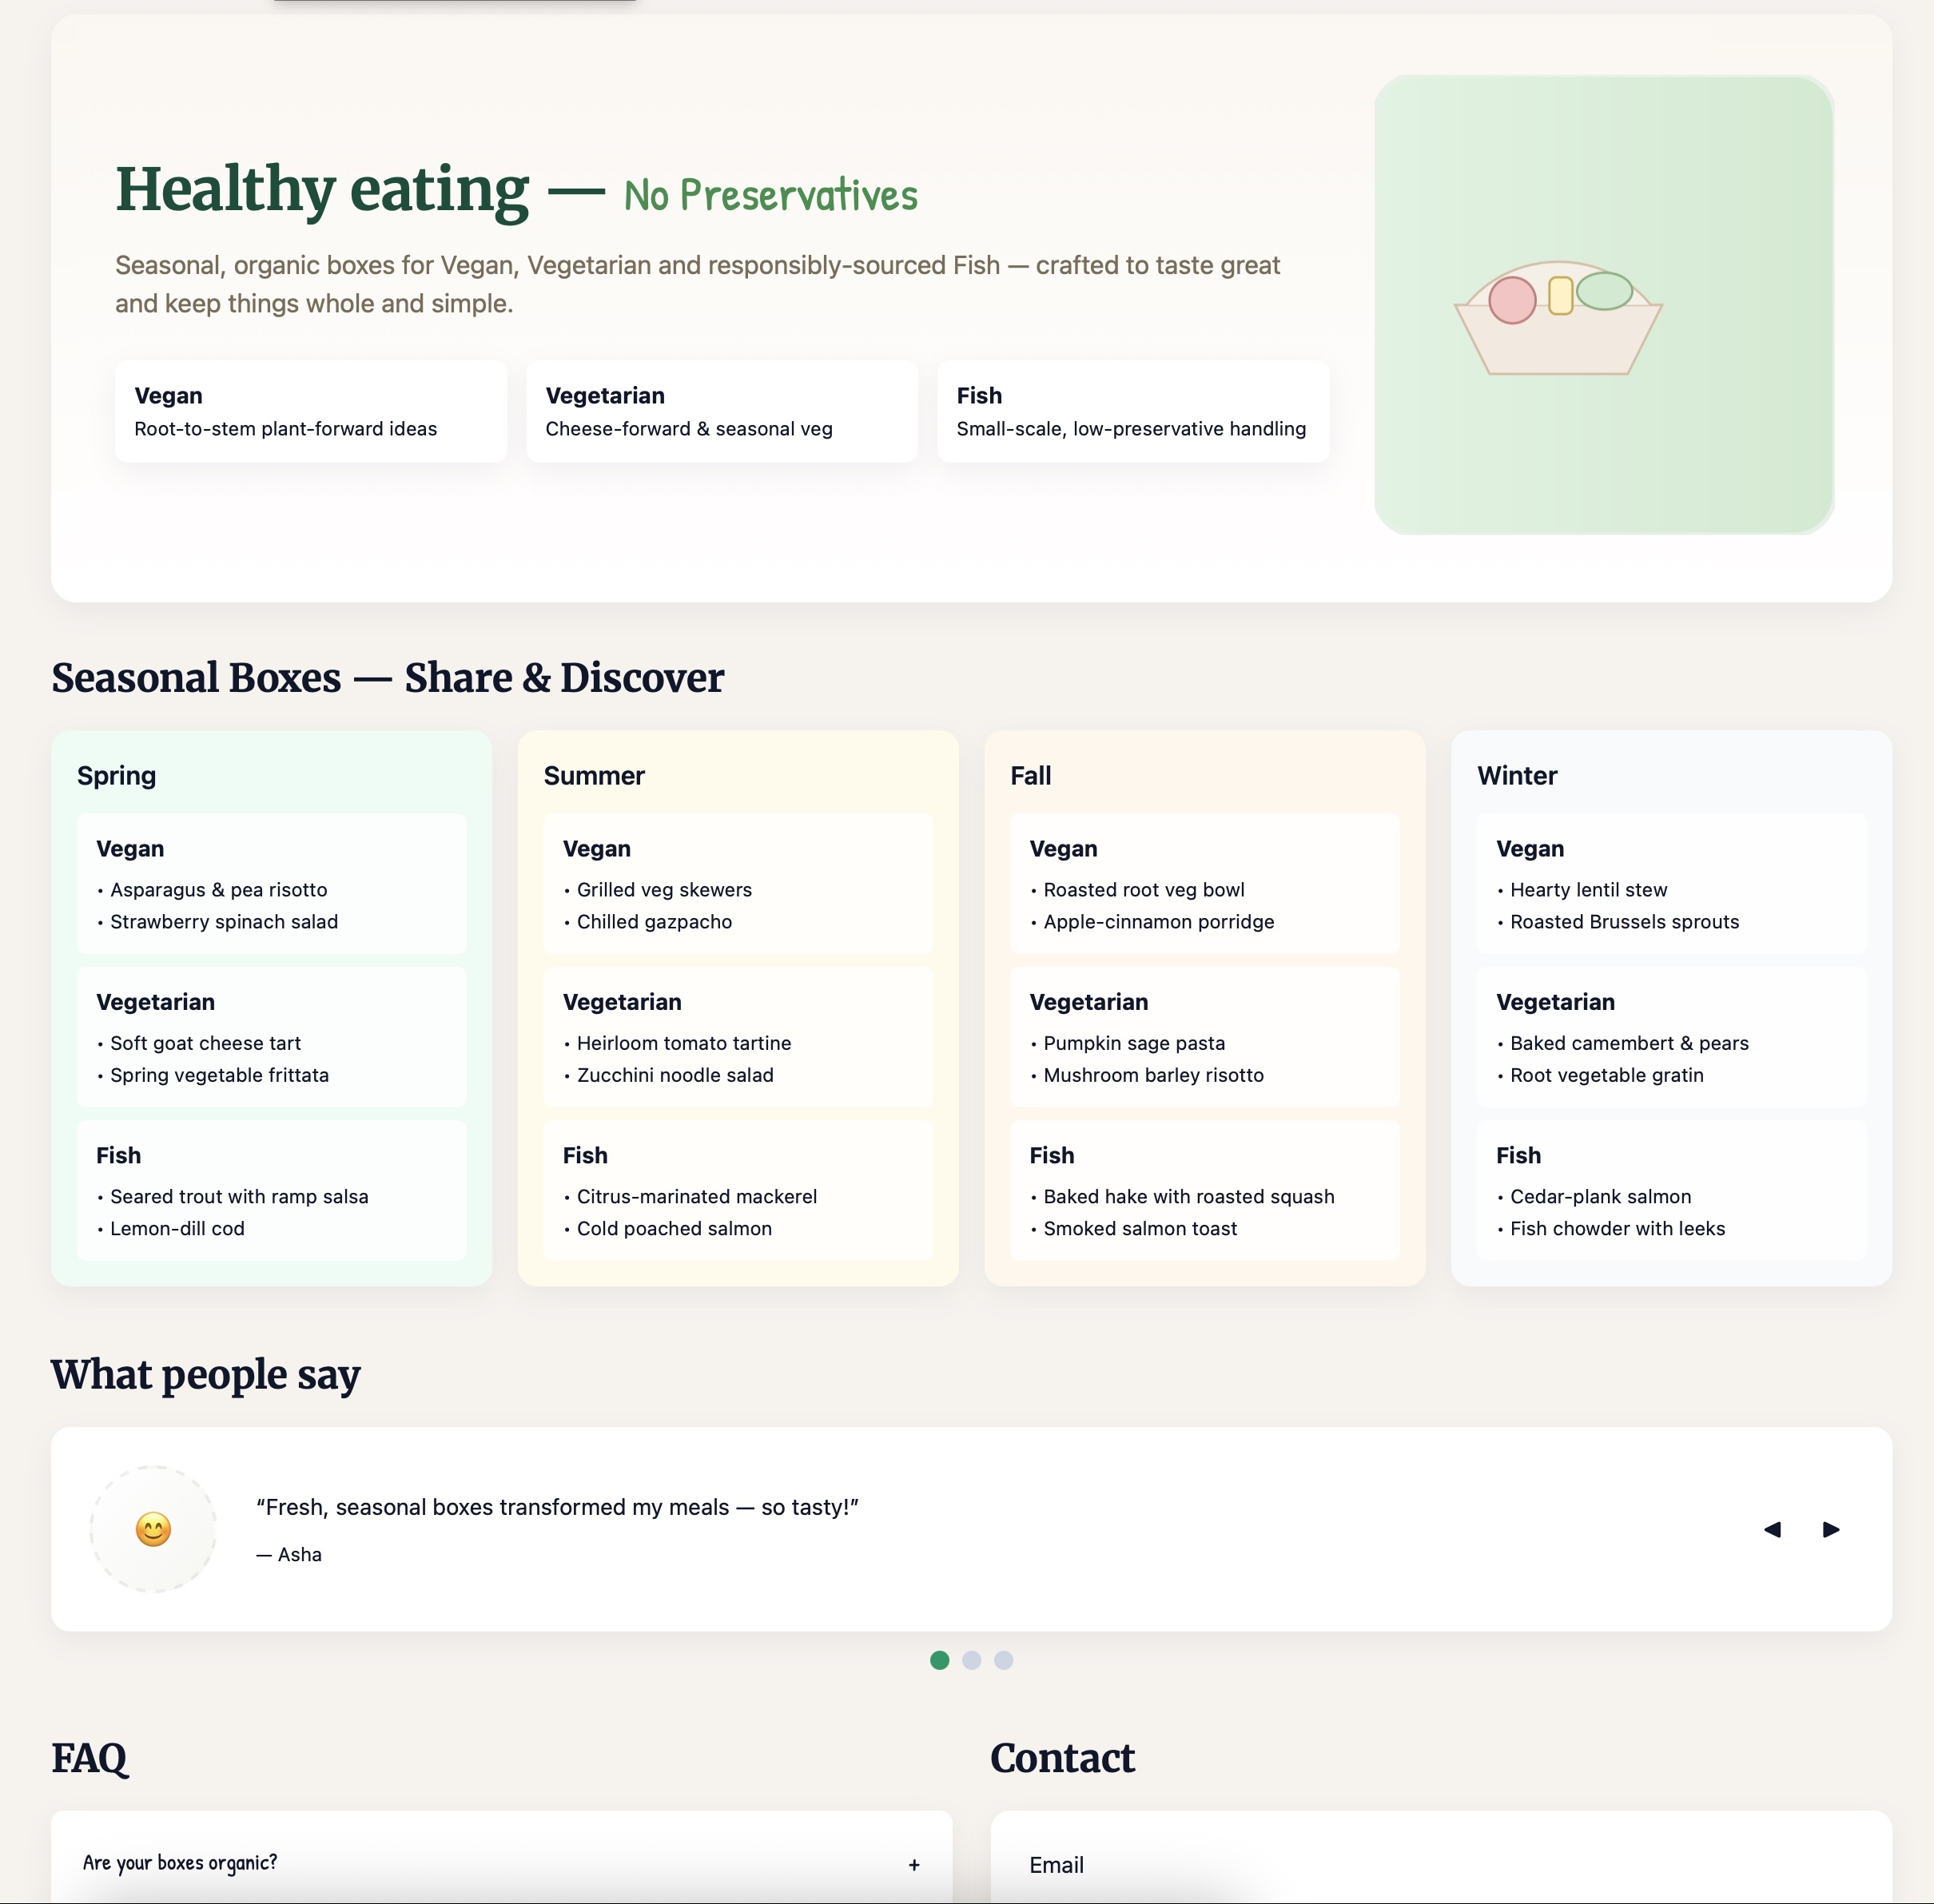 Healthy eating — No Preservatives
Seasonal, organic boxes for Vegan, Vegetarian and responsibly-sourced Fish — crafted to taste great
and keep things whole and simple.
Vegan
Root-to-stem plant-forward ideas
Vegetarian
Cheese-forward & seasonal veg
Fish
Small-scale, low-preservative handling
Seasonal Boxes — Share & Discover
Spring
Vegan
• Asparagus & pea risotto
• Strawberry spinach salad
Vegetarian
• Soft goat cheese tart
• Spring vegetable frittata
Fish
• Seared trout with ramp salsa
• Lemon-dill cod
Summer
Vegan
• Grilled veg skewers
• Chilled gazpacho
Vegetarian
• Heirloom tomato tartine
• Zucchini noodle salad
Fish
• Citrus-marinated mackerel
• Cold poached salmon
Fall
Vegan
• Roasted root veg bowl
• Apple-cinnamon porridge
Vegetarian
• Pumpkin sage pasta
• Mushroom barley risotto
Fish
• Baked hake with roasted squash
• Smoked salmon toast
Winter
Vegan
• Hearty lentil stew
• Roasted Brussels sprouts
Vegetarian
• Baked camembert & pears
• Root vegetable gratin
Fish
• Cedar-plank salmon
• Fish chowder with leeks
What people say
“Fresh, seasonal boxes transformed my meals — so tasty!”
— Asha
FAQ
Are your boxes organic? +
Contact
Email